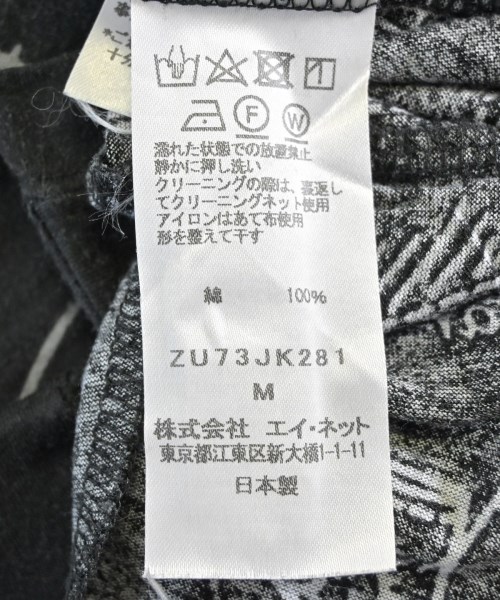 F W
濡れた状態での放置禁止
静かに押し洗い
クリーニングの際は、裏返し
てクリーニングネット使用
アイロンはあて布使用
形を整えて干す
綿 100%
ZU73JK281
M
株式会社 エイ・ネット
東京都江東区新大橋1-1-11
日本製